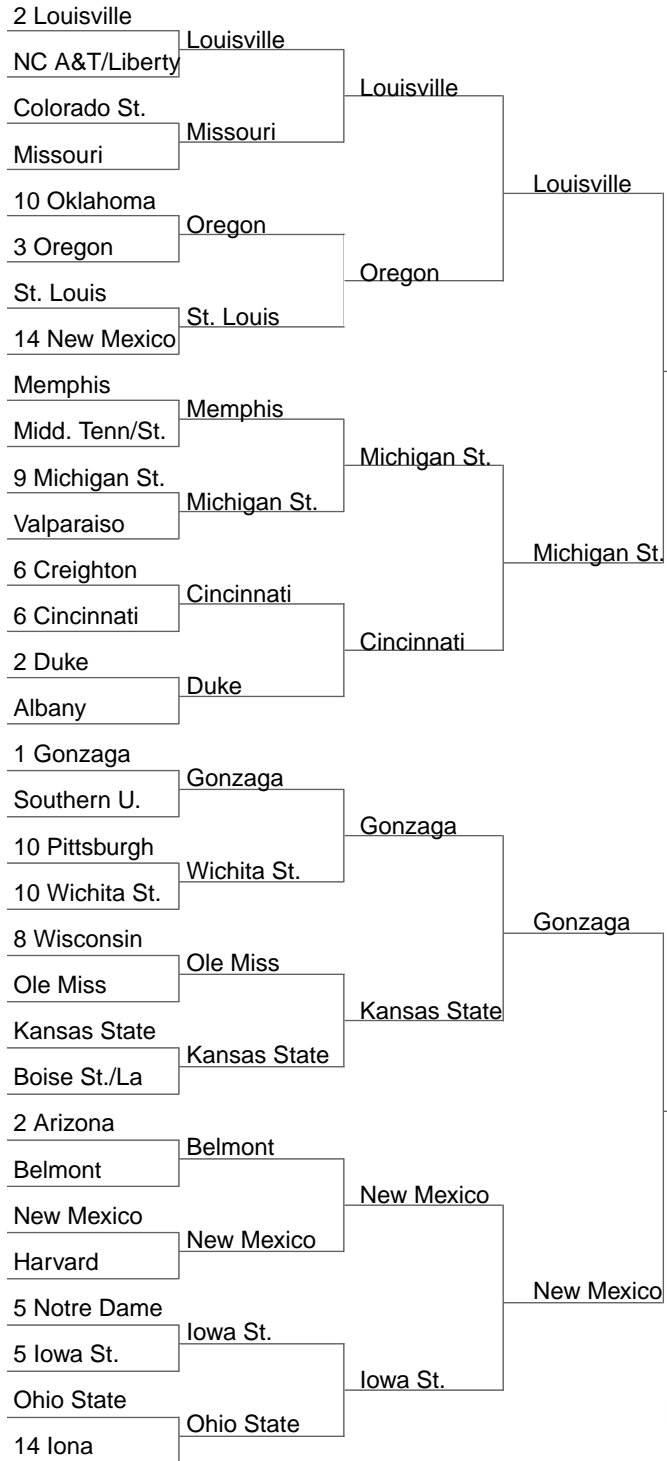 2 Louisville
Louisville
NC A&T/Liberty
Louisville
Colorado St.
Missouri
Missouri
Louisville
10 Oklahoma
Oregon
3 Oregon
Oregon
St. Louis
St. Louis
14 New Mexico
Memphis
Memphis
Midd. Tenn/St.
Michigan St.
9 Michigan St.
Michigan St.
Valparaiso
Michigan St.
6 Creighton
Cincinnati
6 Cincinnati
Cincinnati
2 Duke
Duke
Albany
1 Gonzaga
Gonzaga
Southern U.
Gonzaga
10 Pittsburgh
Wichita St.
10 Wichita St.
Gonzaga
8 Wisconsin
Ole Miss
Ole Miss
Kansas State
Kansas State
Kansas State
Boise St./La
2 Arizona
Belmont
Belmont
New Mexico
New Mexico
New Mexico
Harvard
New Mexico
5 Notre Dame
Iowa St.
5 Iowa St.
Iowa St.
Ohio State
Ohio State
14 Iona